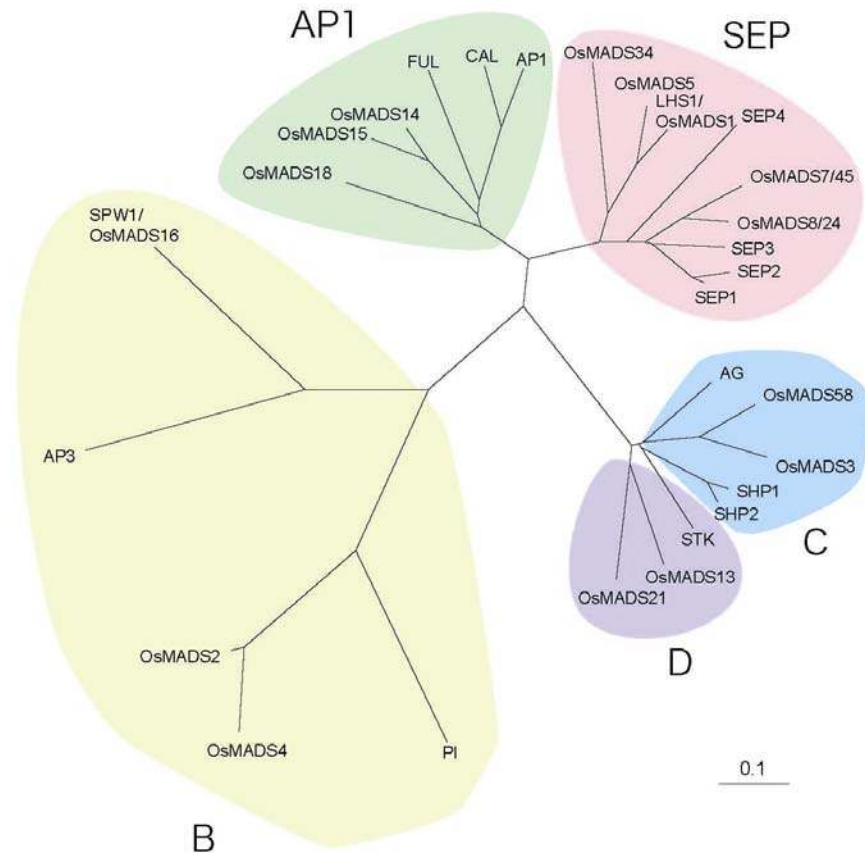 AP1
SEP
FUL
CAL
AP1
OsMADS14
OsMADS15
OsMADS18
OsMADS34
OsMADS5
LHS1/
OsMADS1
SEP4
OsMADS7/45
OsMADS8/24
SEP3
SEP2
SEP1
SPW1/
OsMADS16
AP3
OsMADS2
OsMADS4
PI
B
AG
OsMADS58
OsMADS3
SHP1
SHP2
C
STK
OsMADS13
OsMADS21
D
0.1